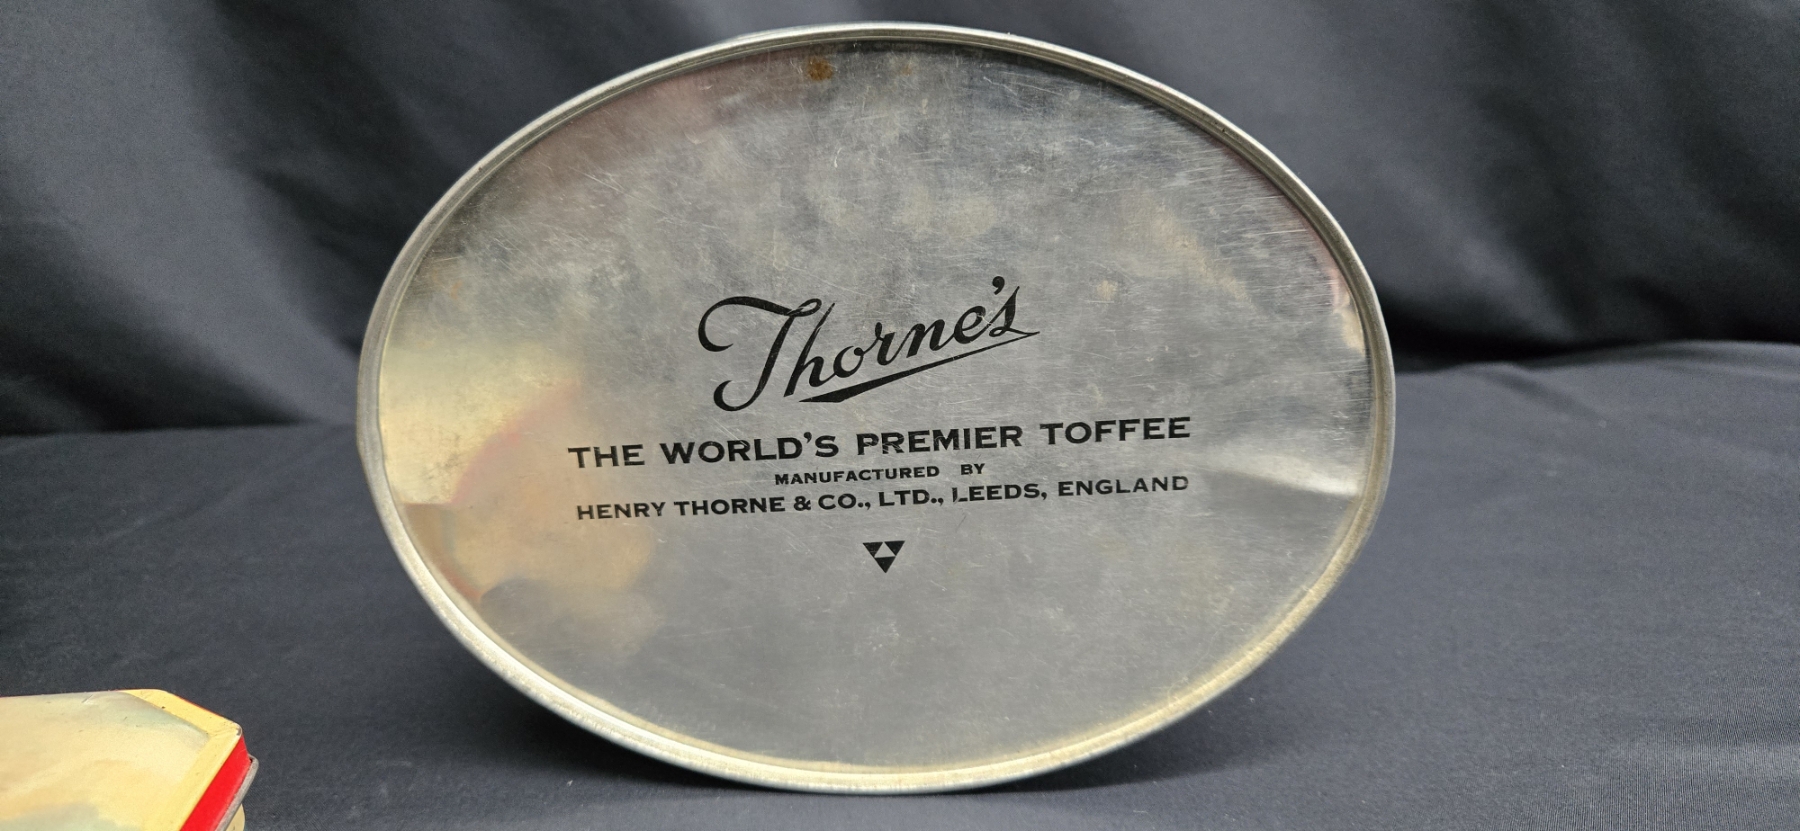 Thorne's
THE WORLD'S PREMIER TOFFEE
MANUFACTURED BY
HENRY THORNE & CO., LTD., LEEDS, ENGLAND